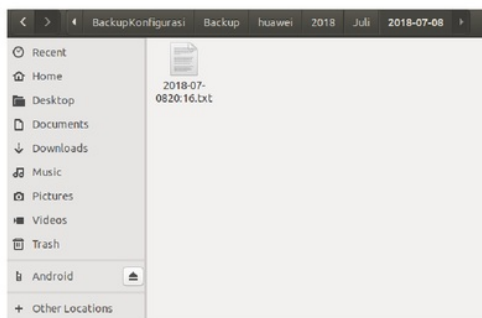 BackupKonfigurasi Backup huawei 2018 Juli 2018-07-08
Recent
Home
Desktop
Documents
Downloads
Music
Pictures
Videos
Trash
Android
+ Other Locations
2018-07-
0820:16.txt